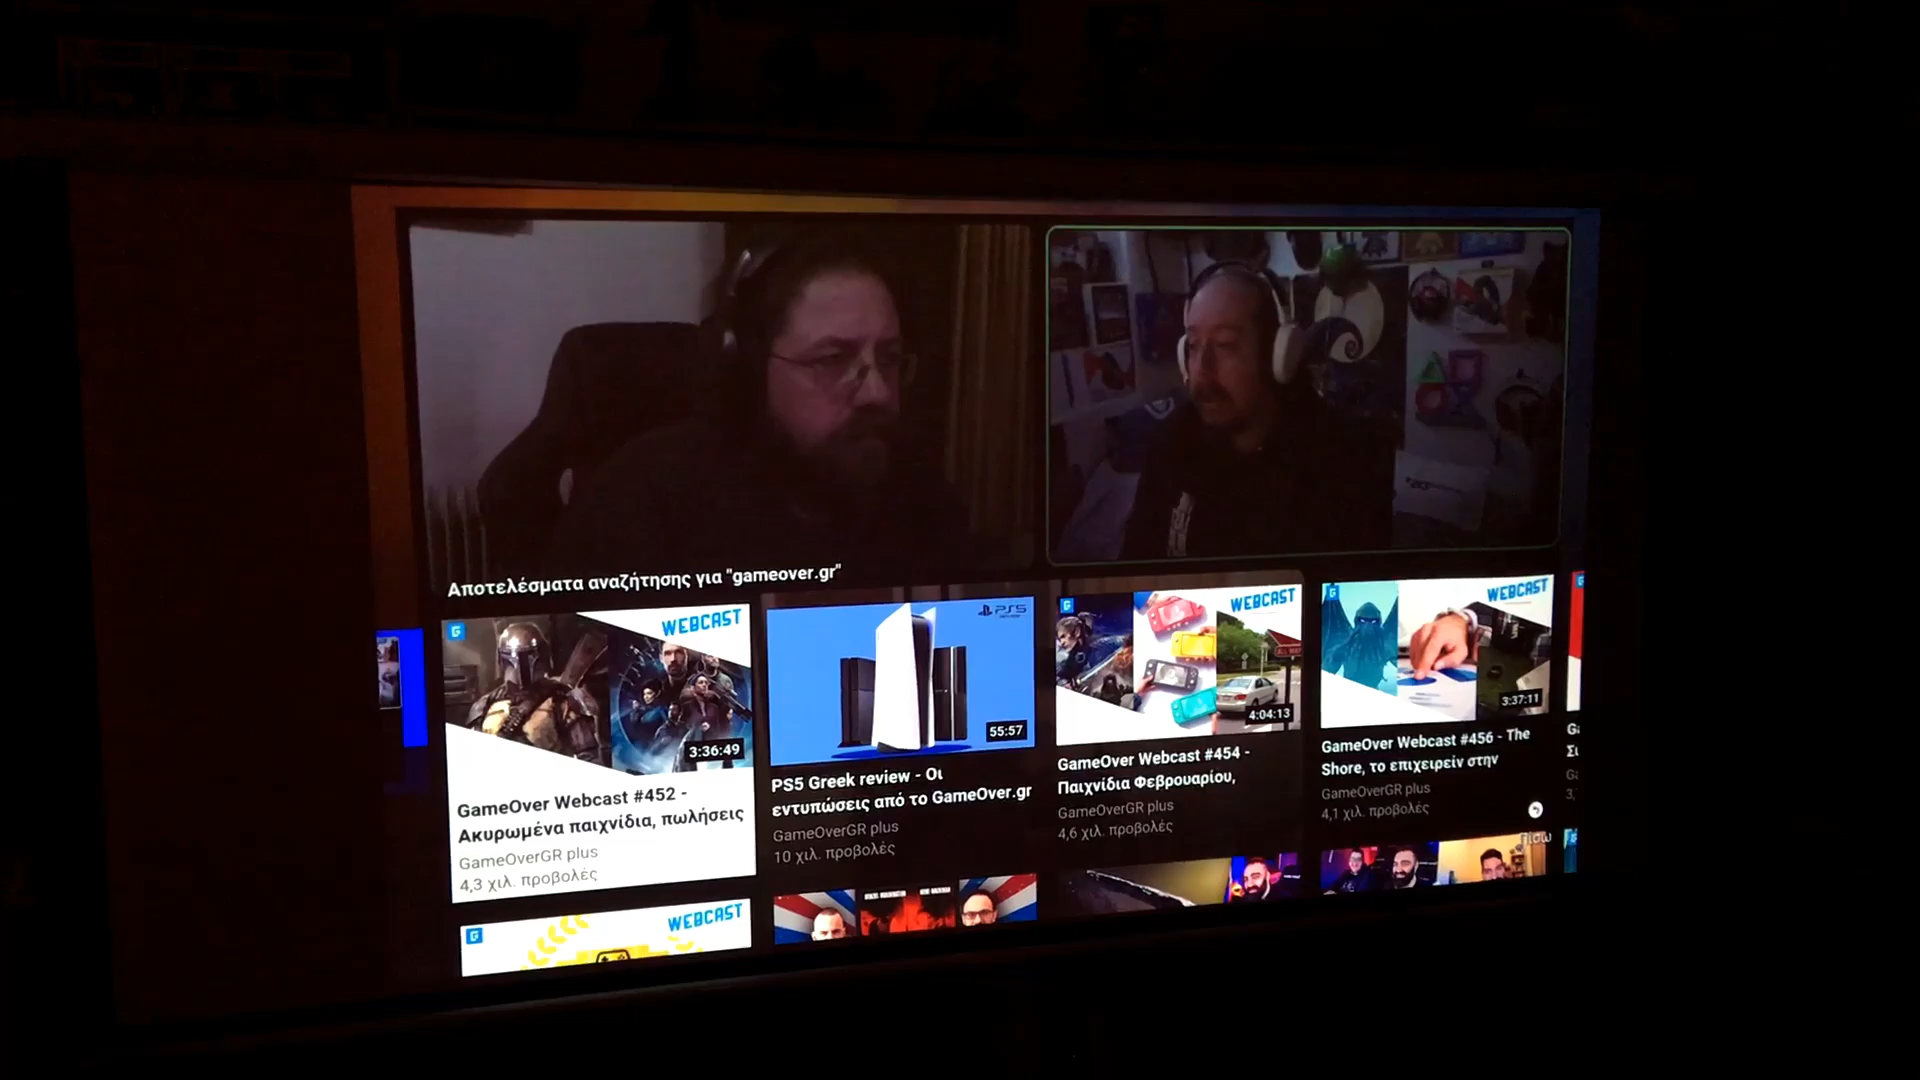 Αποτελέσματα αναζήτησης για "gameover.gr"
WEBCAST
3:36:49
GameOver Webcast #452 -
Ακυρωμένα παιχνίδια, πωλήσεις
GameOverGR plus
4,3 χιλ. προβολές
PS5
55:57
PS5 Greek review - Οι
εντυπώσεις από το GameOver.gr
GameOverGR plus
10 χιλ. προβολές
WEBCAST
4:04:13
GameOver Webcast #454 -
Παιχνίδια Φεβρουαρίου,
GameOverGR plus
4,6 χιλ. προβολές
WEBCAST
3:37:11
GameOver Webcast #456 - The
Shore, το επιχειρείν στην
GameOverGR plus
4,1 χιλ. προβολές
Πίσω
WEBCAST